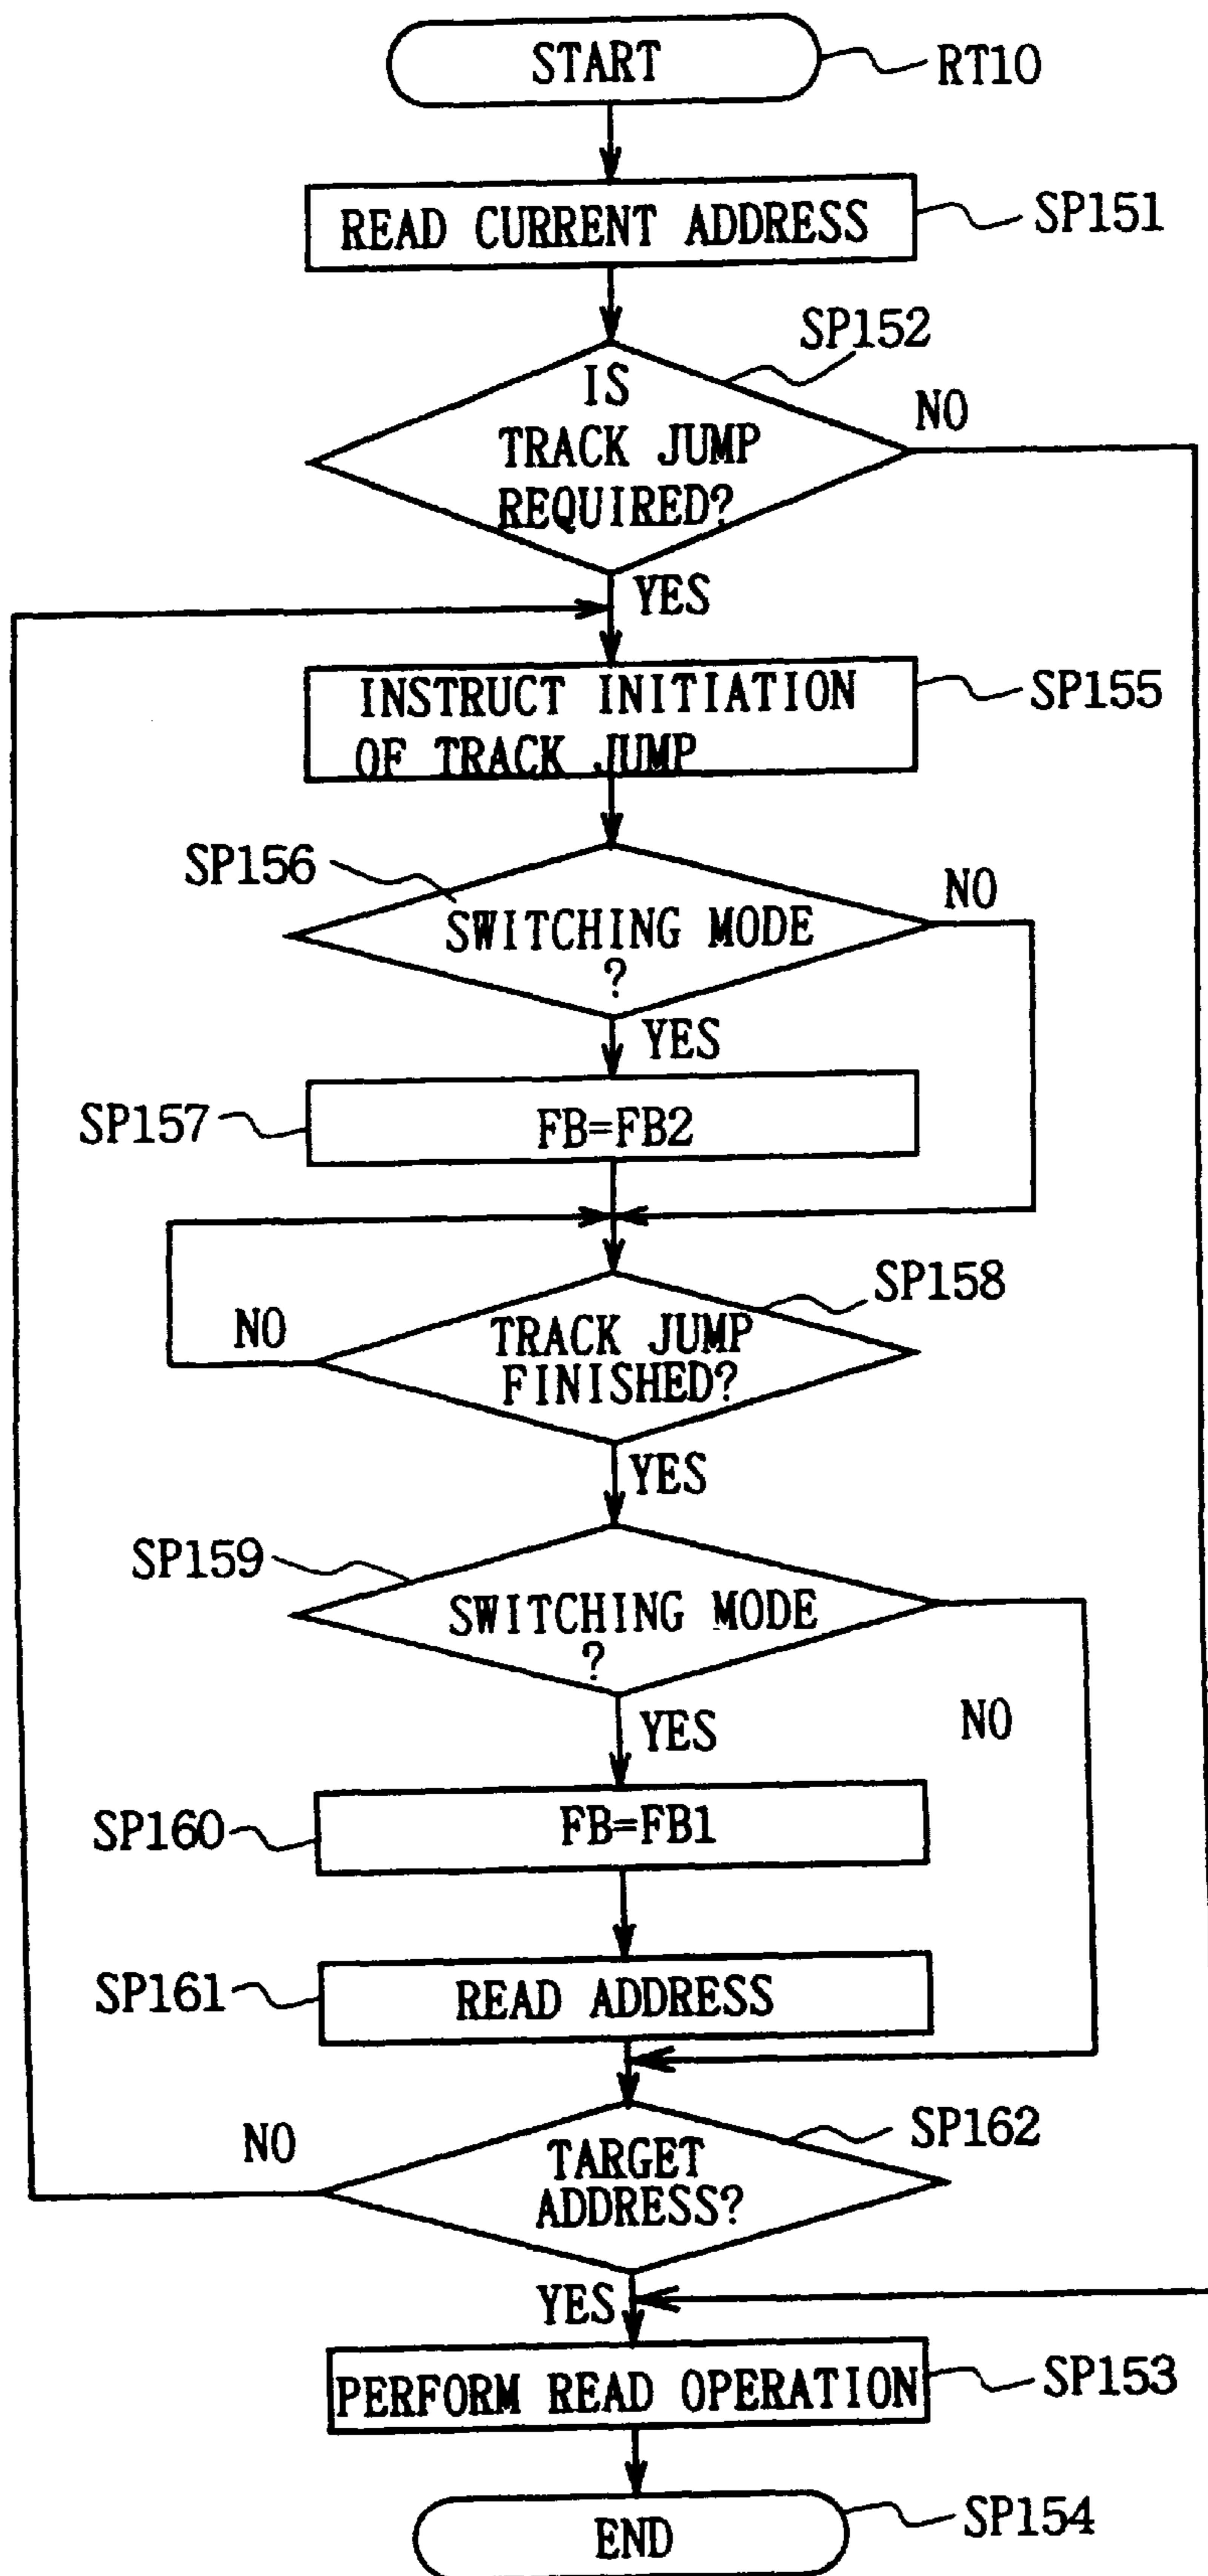 START
RT10
READ CURRENT ADDRESS
SP151
SP152
IS
TRACK JUMP
REQUIRED?
NO
YES
INSTRUCT INITIATION
OF TRACK JUMP
SP155
SP156
SWITCHING MODE
?
NO
YES
SP157
FB=FB2
SP158
TRACK JUMP
FINISHED?
NO
YES
SP159
SWITCHING MODE
?
YES
NO
SP160
FB=FB1
SP161
READ ADDRESS
SP162
NO
TARGET
ADDRESS?
YES
PERFORM READ OPERATION
SP153
END
SP154